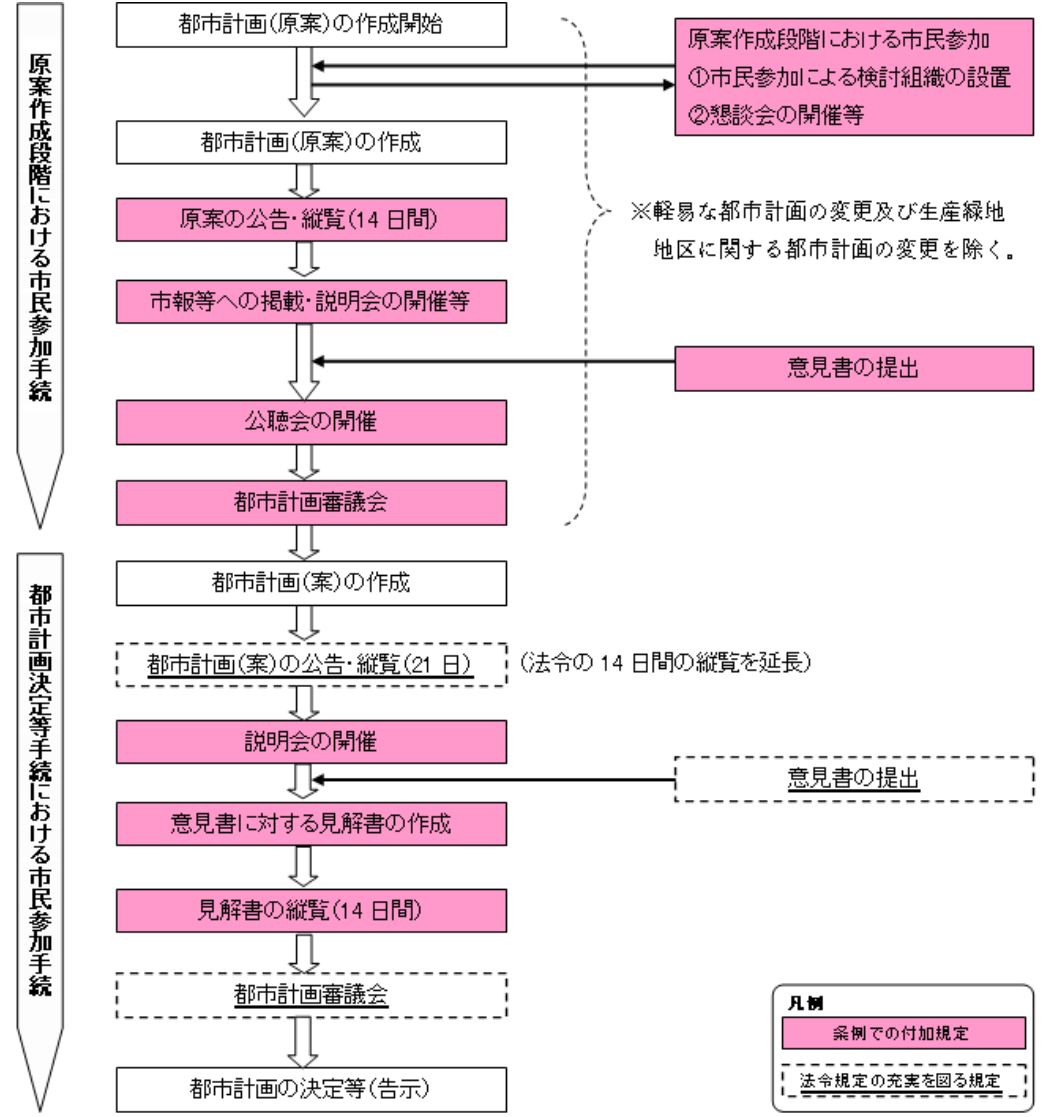 原案作成段階における市民参加手続
都市計画(原案)の作成開始
原案作成段階における市民参加
①市民参加による検討組織の設置
②懇談会の開催等
都市計画(原案)の作成
原案の公告・縦覧(14 日間)
※軽易な都市計画の変更及び生産緑地
地区に関する都市計画の変更を除く。
市報等への掲載・説明会の開催等
意見書の提出
公聴会の開催
都市計画審議会
都市計画決定等手続における市民参加手続
都市計画(案)の作成
都市計画(案)の公告・縦覧(21 日)
(法令の 14 日間の縦覧を延長)
説明会の開催
意見書の提出
意見書に対する見解書の作成
見解書の縦覧(14 日間)
都市計画審議会
都市計画の決定等(告示)
凡例
条例での付加規定
法令規定の充実を図る規定